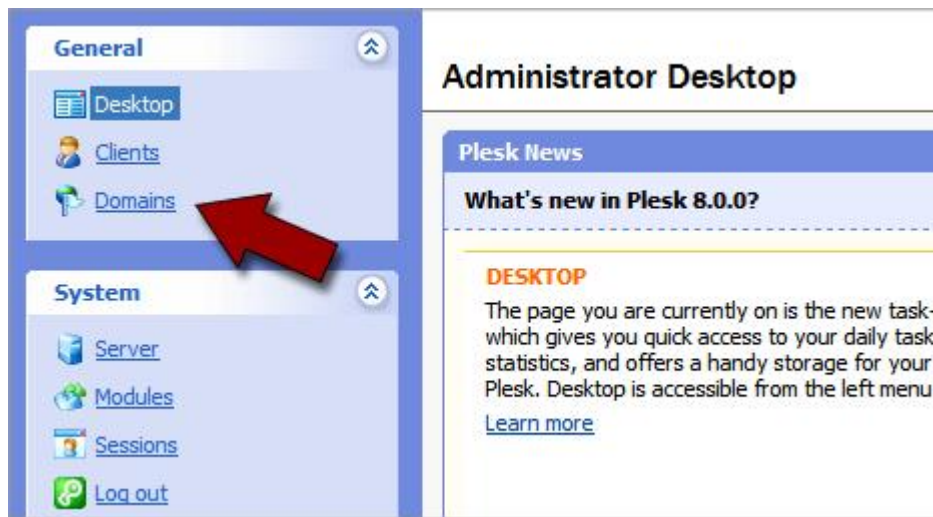 General
Desktop
Clients
Domains
System
Server
Modules
Sessions
Log out
Administrator Desktop
Plesk News
What's new in Plesk 8.0.0?
DESKTOP
The page you are currently on is the new task-
which gives you quick access to your daily task
statistics, and offers a handy storage for your
Plesk. Desktop is accessible from the left menu
Learn more